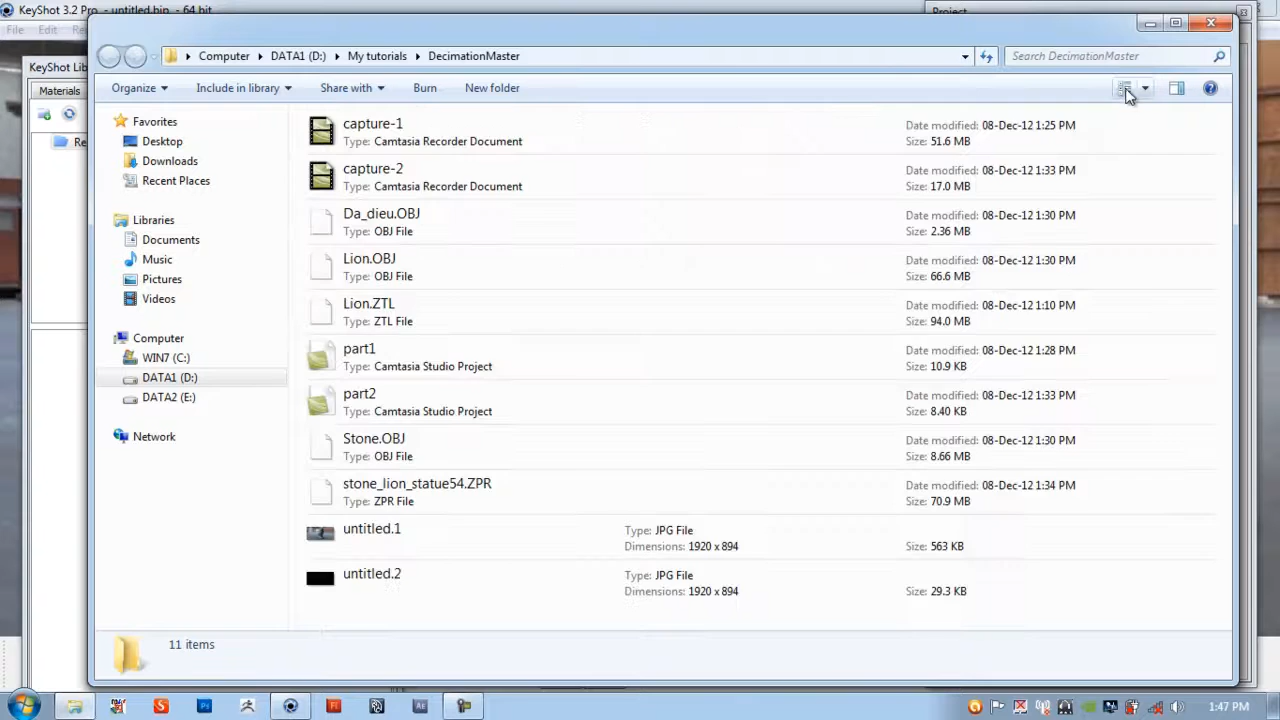 KeyShot 3.2 Pro - untitled.bip - 64 bit
Project
File Edit Re
KeyShot Lib
Materials
Re
Computer DATA1 (D:) My tutorials DecimationMaster
Search DecimationMaster
Organize Include in library Share with Burn New folder
Favorites
Desktop
Downloads
Recent Places
Libraries
Documents
Music
Pictures
Videos
Computer
WIN7 (C:)
DATA1 (D:)
DATA2 (E:)
Network
capture-1
Type: Camtasia Recorder Document
Date modified: 08-Dec-12 1:25 PM
Size: 51.6 MB
capture-2
Type: Camtasia Recorder Document
Date modified: 08-Dec-12 1:33 PM
Size: 17.0 MB
Da_dieu.OBJ
Type: OBJ File
Date modified: 08-Dec-12 1:30 PM
Size: 2.36 MB
Lion.OBJ
Type: OBJ File
Date modified: 08-Dec-12 1:30 PM
Size: 66.6 MB
Lion.ZTL
Type: ZTL File
Date modified: 08-Dec-12 1:10 PM
Size: 94.0 MB
part1
Type: Camtasia Studio Project
Date modified: 08-Dec-12 1:28 PM
Size: 10.9 KB
part2
Type: Camtasia Studio Project
Date modified: 08-Dec-12 1:33 PM
Size: 8.40 KB
Stone.OBJ
Type: OBJ File
Date modified: 08-Dec-12 1:30 PM
Size: 8.66 MB
stone_lion_statue54.ZPR
Type: ZPR File
Date modified: 08-Dec-12 1:34 PM
Size: 70.9 MB
untitled.1
Type: JPG File
Dimensions: 1920 x 894
Size: 563 KB
untitled.2
Type: JPG File
Dimensions: 1920 x 894
Size: 29.3 KB
11 items
Ps
Fl
Ae
1:47 PM